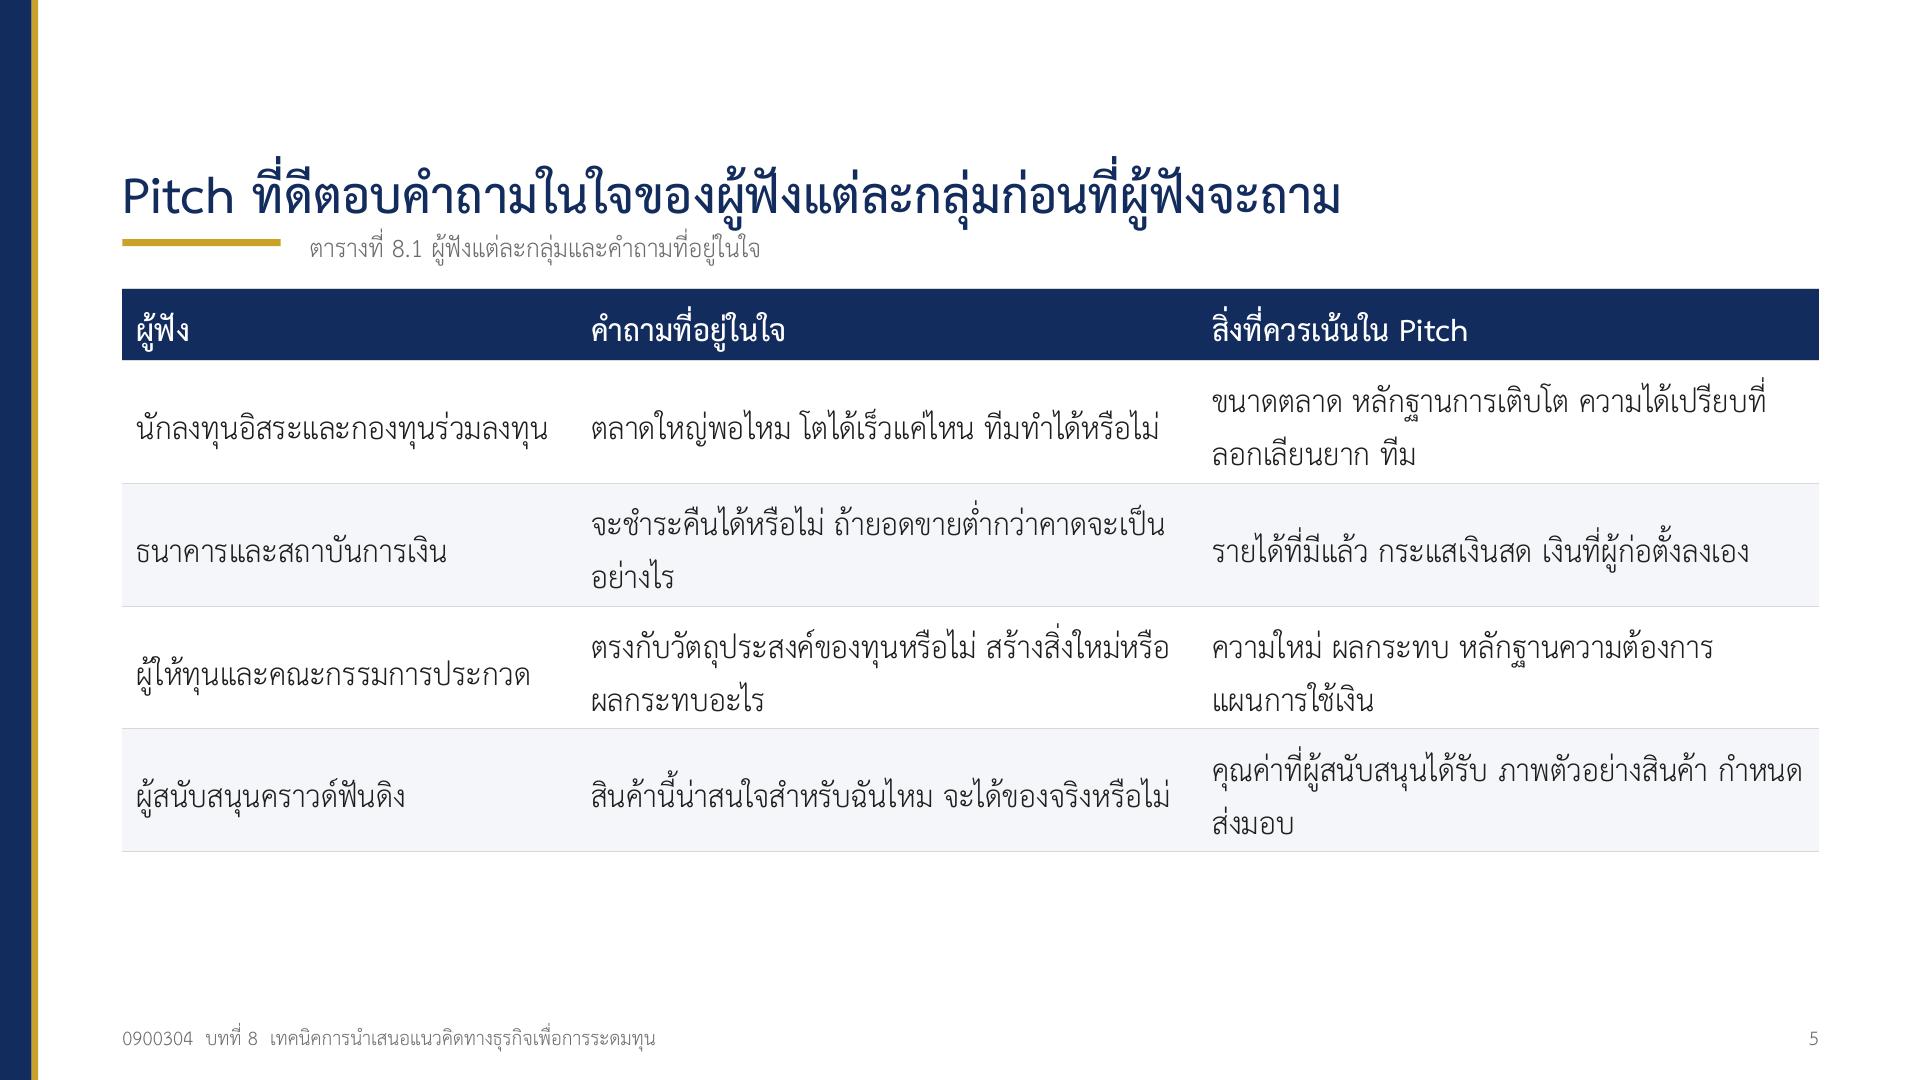 Pitch ที่ดีตอบคำถามในใจของผู้ฟังแต่ละกลุ่มก่อนที่ผู้ฟังจะถาม
ตารางที่ 8.1 ผู้ฟังแต่ละกลุ่มและคำถามที่อยู่ในใจ
ผู้ฟัง คำถามที่อยู่ในใจ สิ่งที่ควรเน้นใน Pitch
นักลงทุนอิสระและกองทุนร่วมลงทุน ตลาดใหญ่พอไหม โตได้เร็วแค่ไหน ทีมทำได้หรือไม่ ขนาดตลาด หลักฐานการเติบโต ความได้เปรียบที่
ลอกเลียนยาก ทีม
ธนาคารและสถาบันการเงิน จะชำระคืนได้หรือไม่ ถ้ายอดขายต่ำกว่าคาดจะเป็น
อย่างไร
รายได้ที่มีแล้ว กระแสเงินสด เงินที่ผู้ก่อตั้งลงเอง
ผู้ให้ทุนและคณะกรรมการประกวด
ตรงกับวัตถุประสงค์ของทุนหรือไม่ สร้างสิ่งใหม่หรือ
ผลกระทบอะไร
ความใหม่ ผลกระทบ หลักฐานความต้องการ
แผนการใช้เงิน
ผู้สนับสนุนคราวด์ฟันดิง สินค้านี้น่าสนใจสำหรับฉันไหม จะได้ของจริงหรือไม่ คุณค่าที่ผู้สนับสนุนได้รับ ภาพตัวอย่างสินค้า กำหนด
ส่งมอบ
0900304 บทที่ 8 เทคนิคการนำเสนอแนวคิดทางธุรกิจเพื่อการระดมทุน 5